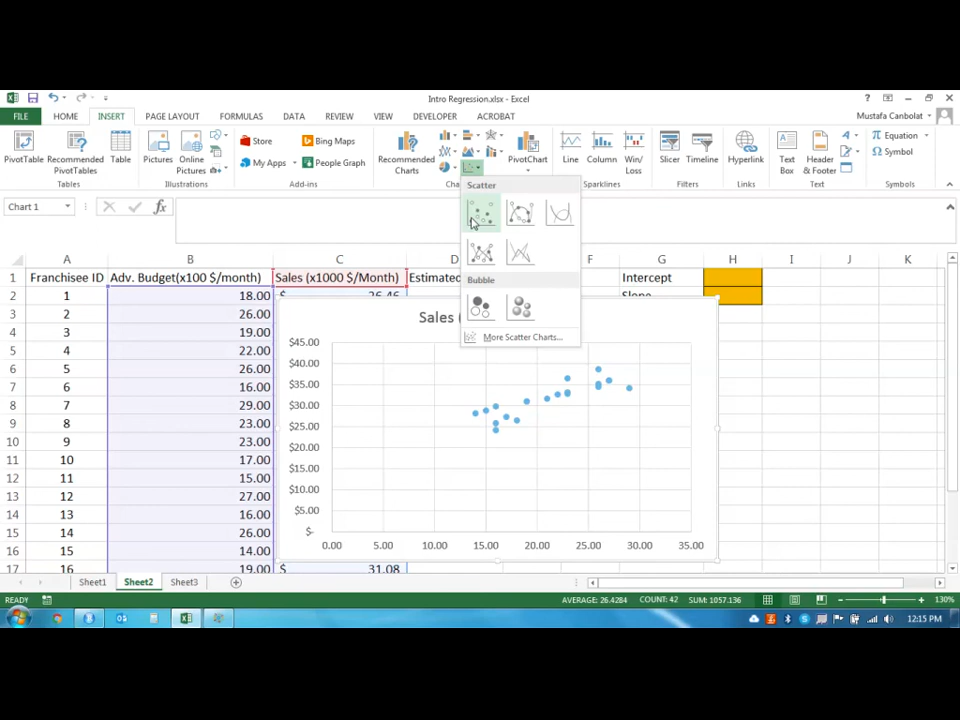 Intro Regression.xlsx - Excel
FILE HOME INSERT PAGE LAYOUT FORMULAS DATA REVIEW VIEW DEVELOPER ACROBAT
Mustafa Canbolat
PivotTable
Recommended PivotTables
Table
Tables
Pictures
Online Pictures
Illustrations
Store
My Apps
Bing Maps
People Graph
Add-ins
Recommended Charts
PivotChart
Line
Column
Win/ Loss
Sparklines
Slicer
Timeline
Filters
Hyperlink
Links
Text Box
Header & Footer
Text
Equation
Symbol
Symbols
Scatter
Bubble
More Scatter Charts...
Chart 1
fx
A B C D F G H I J K
1 Franchisee ID Adv. Budget(x100 $/month) Sales (x1000 $/Month) Estimated Intercept
2 1 18.00 $ 26.46 Slope
3 2 26.00
4 3 19.00
5 4 22.00
6 5 26.00
7 6 16.00
8 7 29.00
9 8 23.00
10 9 23.00
11 10 17.00
12 11 15.00
13 12 27.00
14 13 16.00
15 14 26.00
16 15 14.00
17 16 19.00 $ 31.08
Sales (
$45.00
$40.00
$35.00
$30.00
$25.00
$20.00
$15.00
$10.00
$5.00
$-
0.00 5.00 10.00 15.00 20.00 25.00 30.00 35.00
Sheet1 Sheet2 Sheet3
READY
AVERAGE: 26.4284 COUNT: 42 SUM: 1057.136
130%
12:15 PM